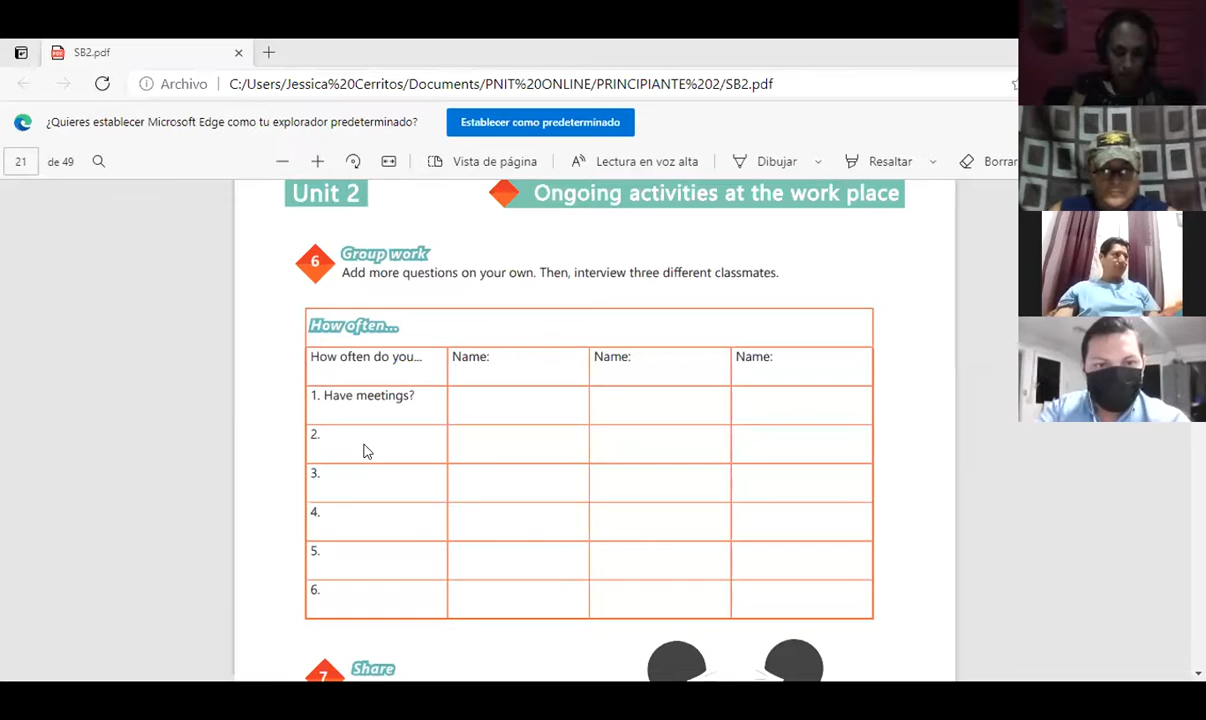 SB2.pdf
Archivo
C:/Users/Jessica%20Cerritos/Documents/PNIT%20ONLINE/PRINCIPIANTE%202/SB2.pdf
¿Quieres establecer Microsoft Edge como tu explorador predeterminado?
Establecer como predeterminado
21 de 49
Vista de página
Lectura en voz alta
Dibujar
Resaltar
Borrar
Unit 2
Ongoing activities at the work place
6
Group work
Add more questions on your own. Then, interview three different classmates.
How often...
How often do you... Name: Name: Name:
1. Have meetings?
2.
3.
4.
5.
6.
7
Share